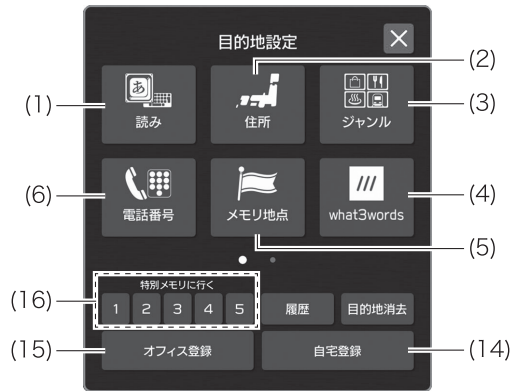 目的地設定
(2)
(1)
あ
読み
住所
ジャンル
(3)
(6)
電話番号
メモリ地点
///
what3words
(4)
(5)
(16)
特別メモリに行く
1 2 3 4 5
履歴
目的地消去
(15)
オフィス登録
自宅登録
(14)